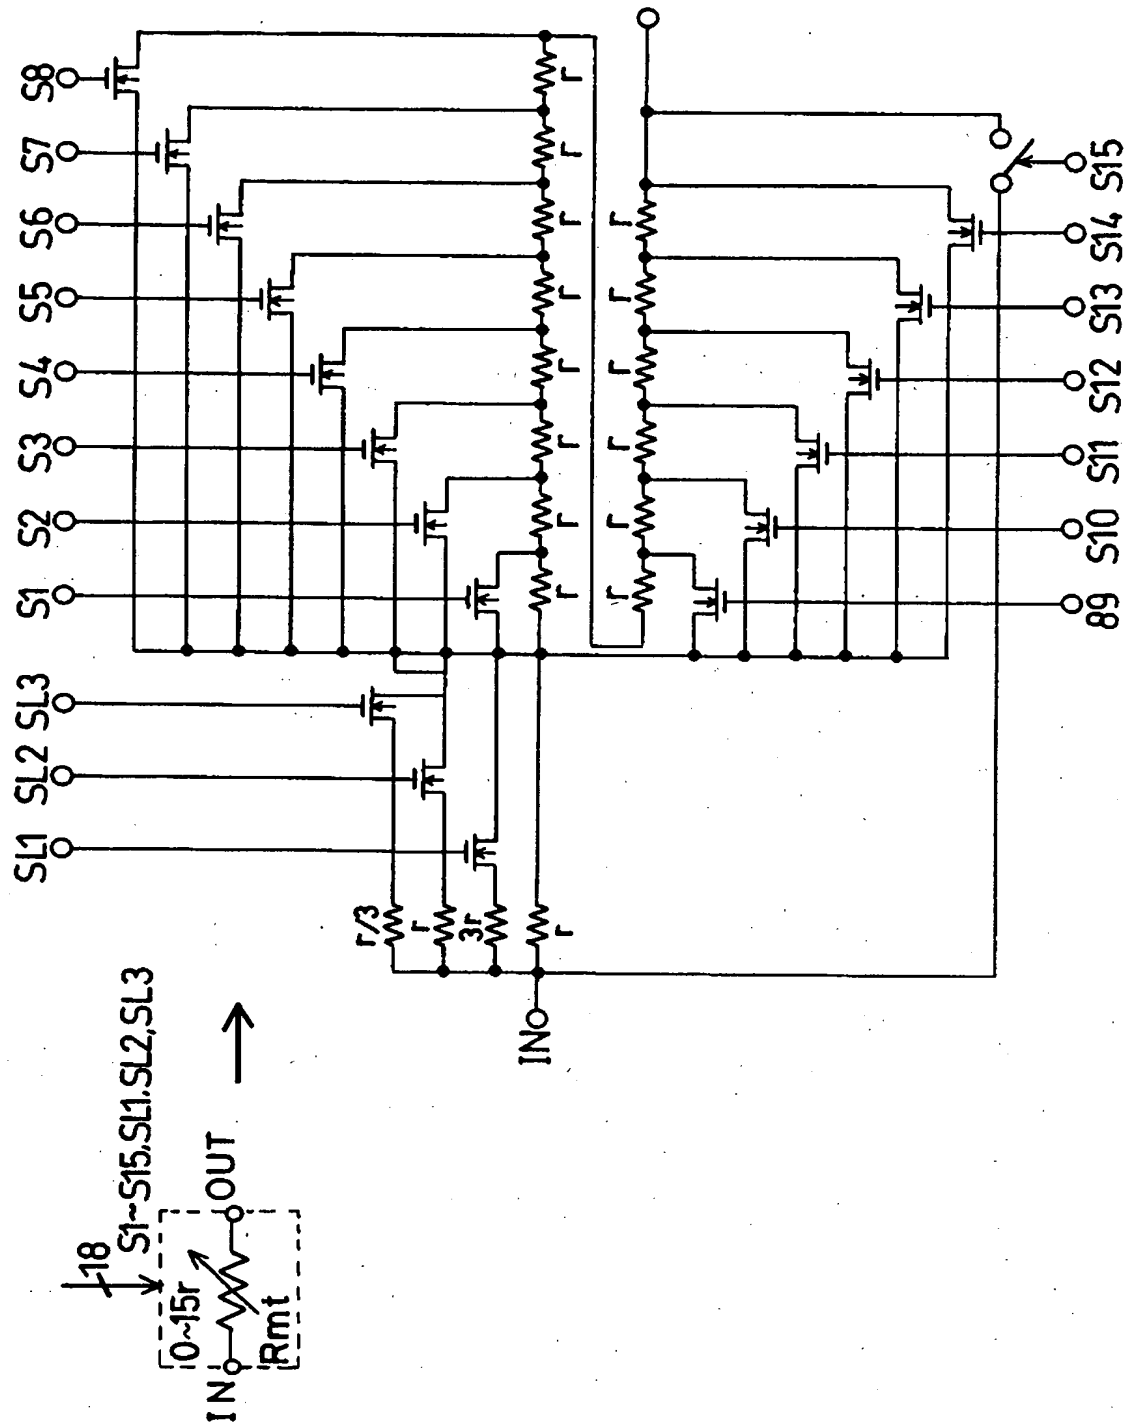 SL1 SL2 SL3 S1 S2 S3 S4 S5 S6 S7 S8
18
S1~S15,SL1,SL2,SL3
0~15r
IN OUT
Rmt
r/3
r
3r
IN
r r r r r r r r r
r r r r r r
89 S10 S11 S12 S13 S14 S15